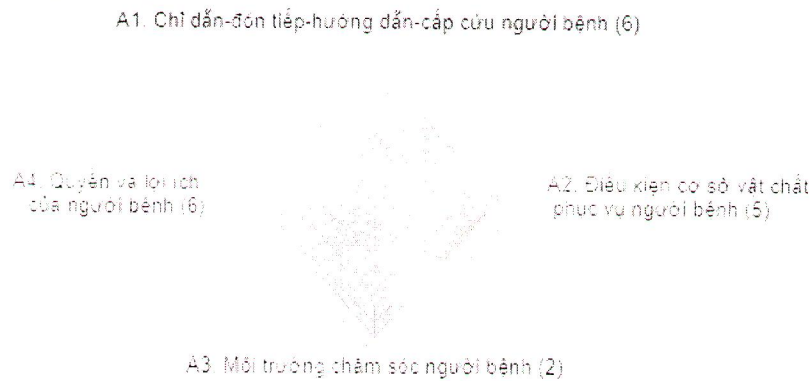 A1. Chỉ dẫn-đón tiếp-hướng dẫn-cấp cứu người bệnh (6)
A4. Quyền và lợi ích
của người bệnh (6)
A2. Điều kiện cơ sở vật chất
phục vụ người bệnh (5)
A3. Môi trường chăm sóc người bệnh (2)